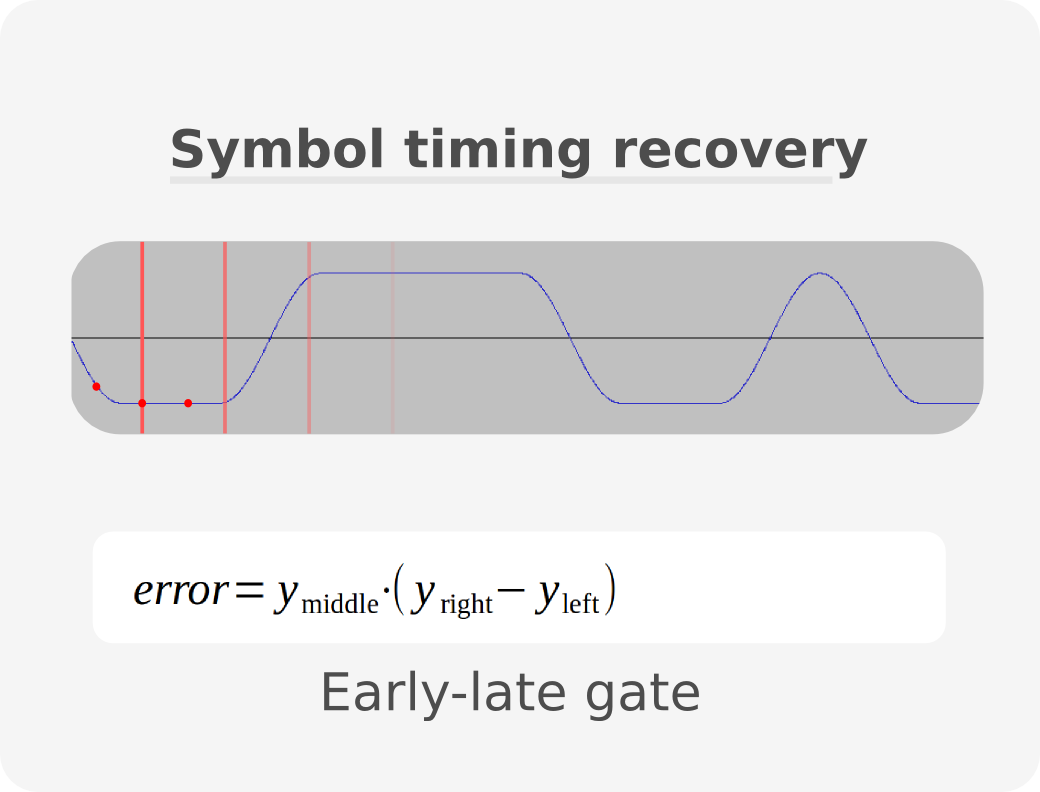 Symbol timing recovery
error = y_middle · ( y_right − y_left )
Early-late gate